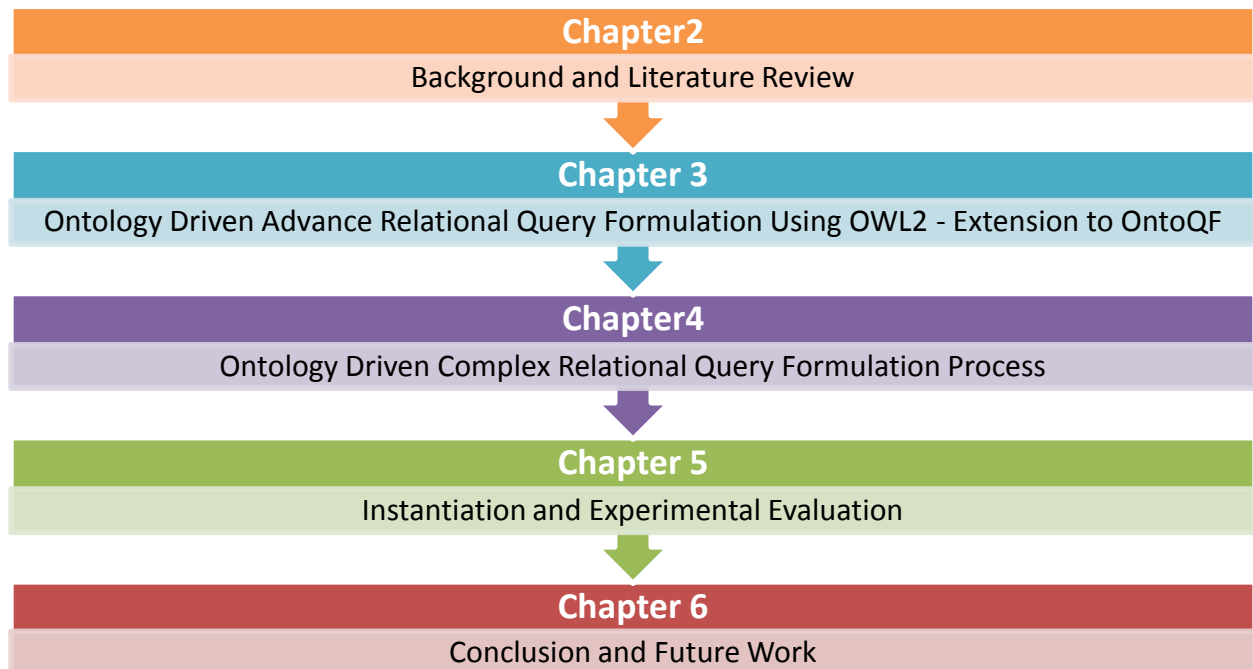 Chapter2
Background and Literature Review
Chapter 3
Ontology Driven Advance Relational Query Formulation Using OWL2 - Extension to OntoQF
Chapter4
Ontology Driven Complex Relational Query Formulation Process
Chapter 5
Instantiation and Experimental Evaluation
Chapter 6
Conclusion and Future Work